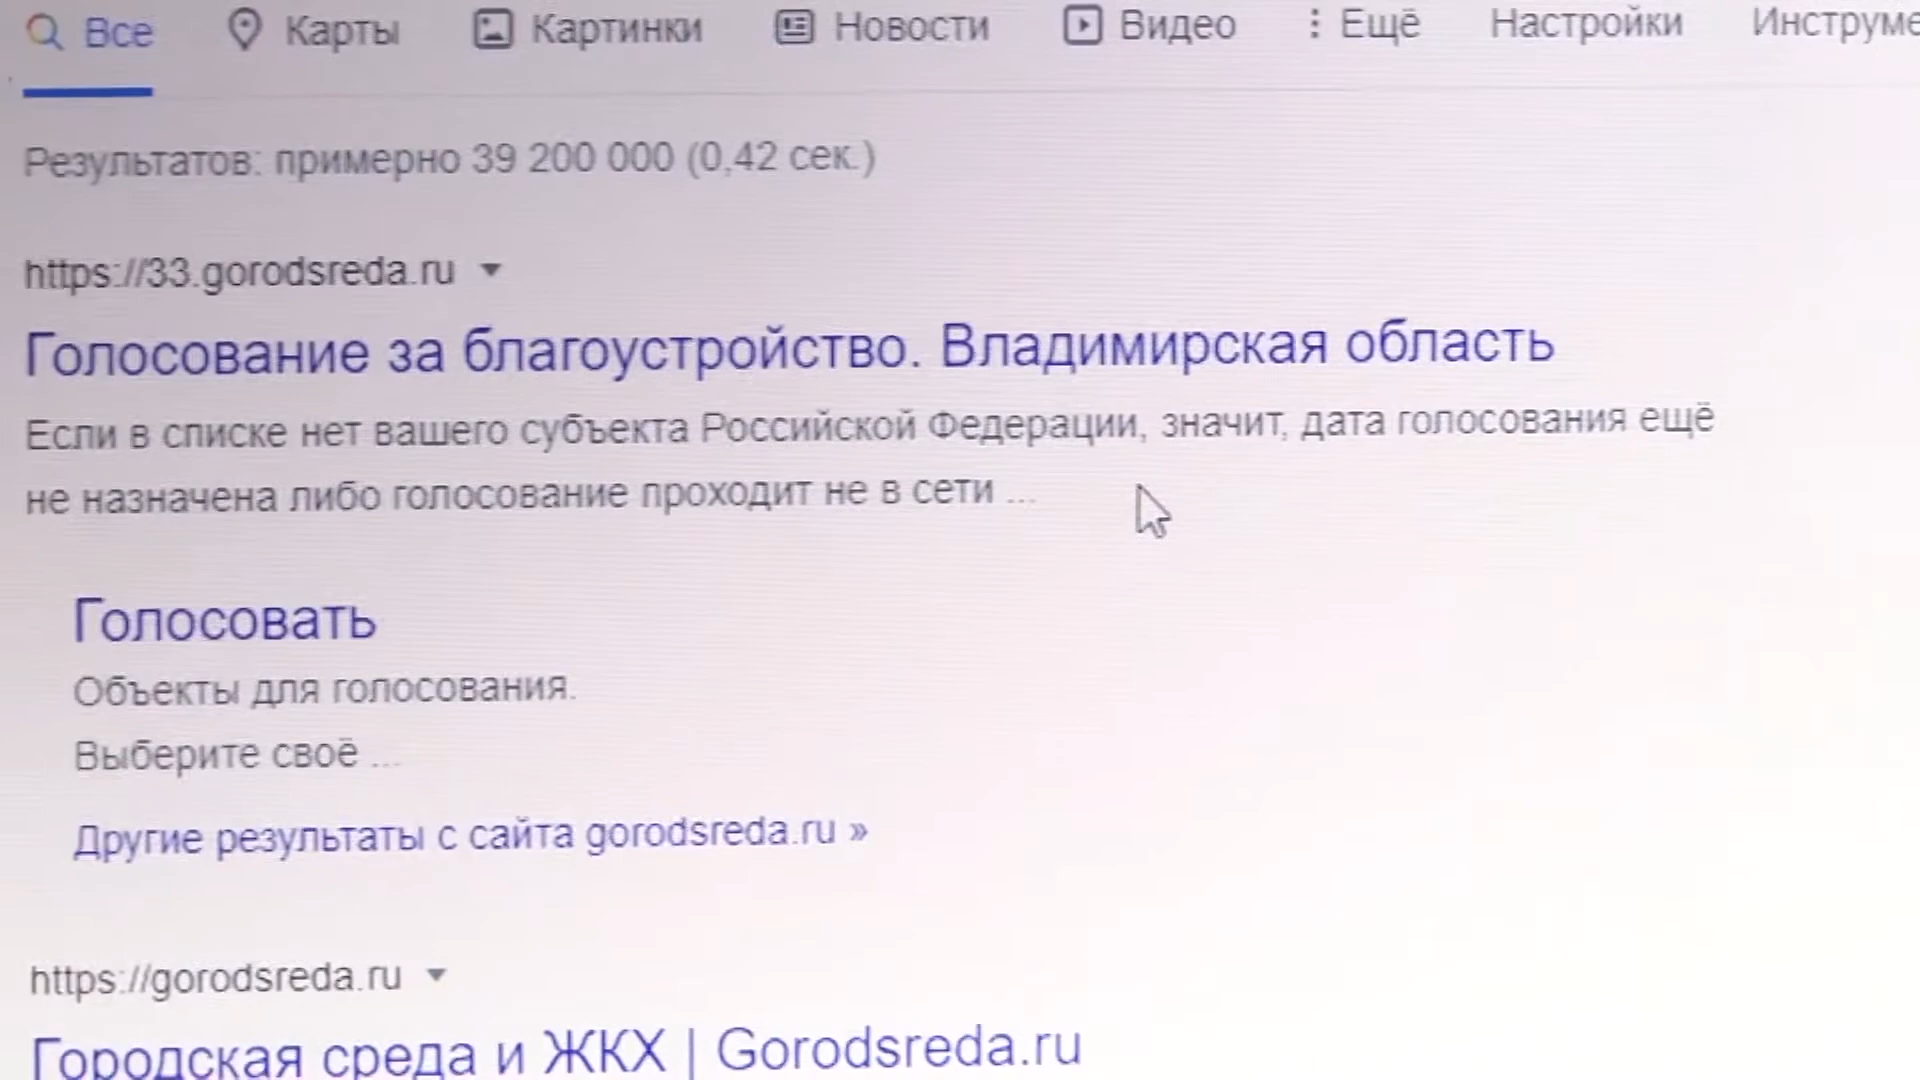 Все Карты Картинки Новости Видео Ещё Настройки
Результатов: примерно 39 200 000 (0,42 сек.)
https://33.gorodsreda.ru
Голосование за благоустройство. Владимирская область
Если в списке нет вашего субъекта Российской Федерации, значит, дата голосования ещё
не назначена либо голосование проходит не в сети ...
Голосовать
Объекты для голосования.
Выберите своё ...
Другие результаты с сайта gorodsreda.ru »
https://gorodsreda.ru
Городская среда и ЖКХ | Gorodsreda.ru